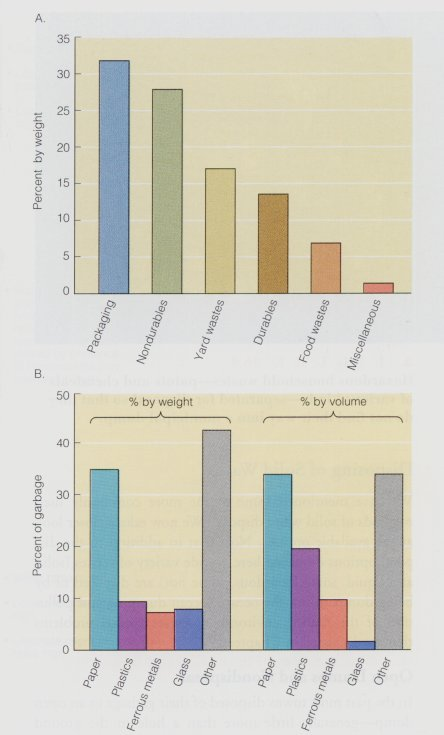 A.
Percent by weight
35
30
25
20
15
10
5
0
Packaging
Nondurables
Yard wastes
Durables
Food wastes
Miscellaneous
B.
Percent of garbage
50
40
30
20
10
0
% by weight
% by volume
Paper
Plastics
Ferrous metals
Glass
Other
Paper
Plastics
Ferrous metals
Glass
Other